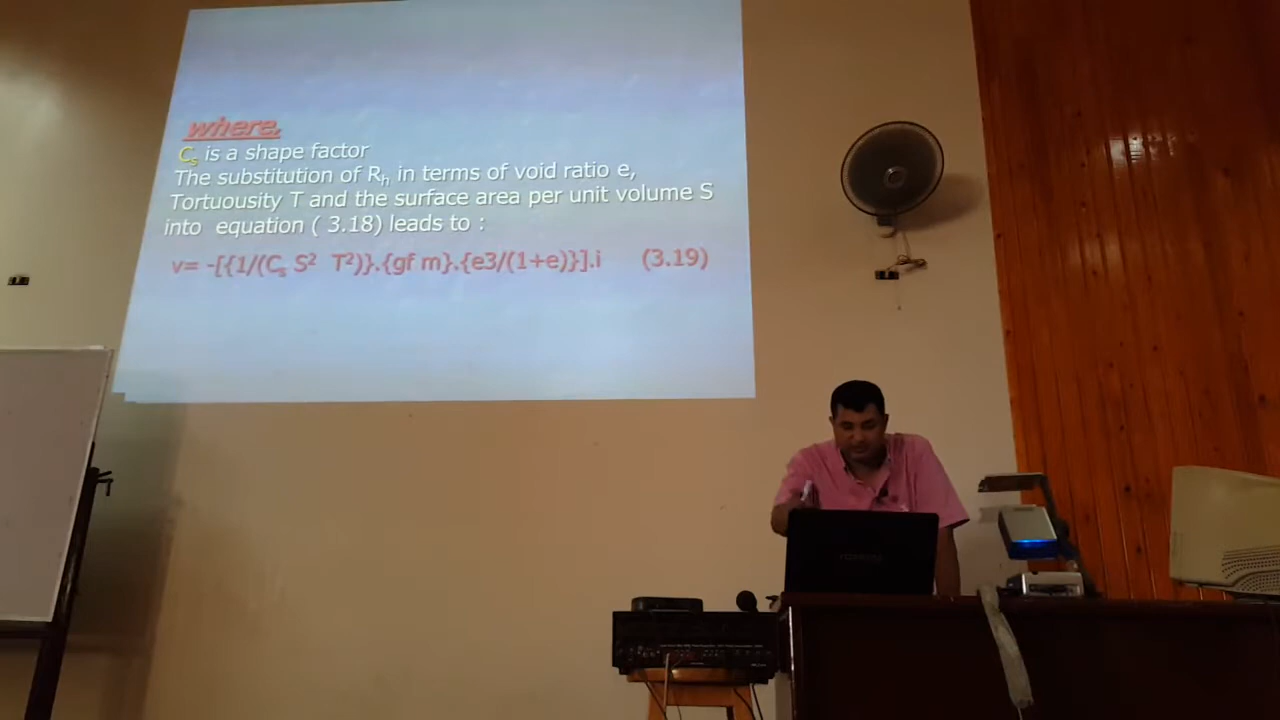 where,
Cs is a shape factor
The substitution of Rh in terms of void ratio e,
Tortuousity T and the surface area per unit volume S
into equation ( 3.18) leads to :
v= -[{1/(Cs S² T²)}.{gf m}.{e3/(1+e)}].i (3.19)